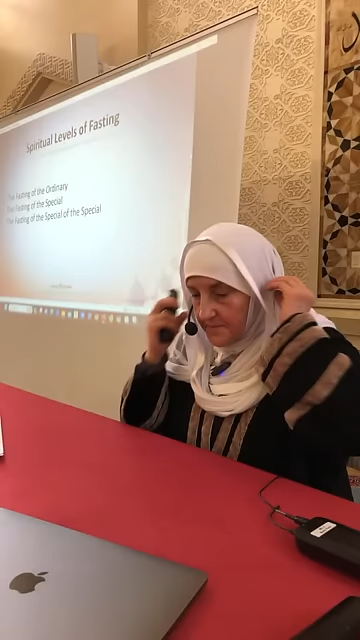 Spiritual Levels of Fasting
The Fasting of the Ordinary
The Fasting of the Special
The Fasting of the Special of the Special